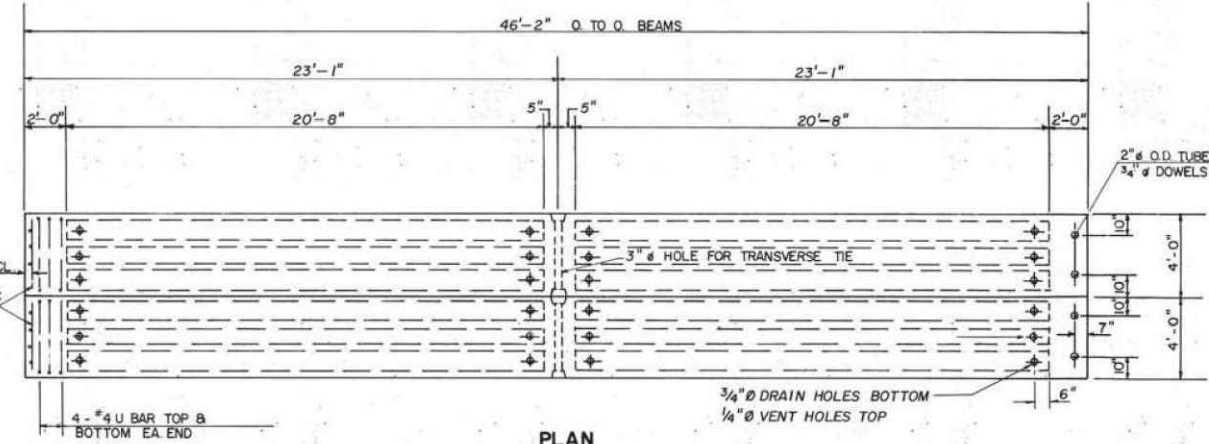 46'-2" O. TO O. BEAMS
23'-1" 23'-1"
2'-0" 20'-8" 5" 5" 20'-8" 2'-0"
2"ø O.D. TUBE
3/4"ø DOWELS
10"
4'-0"
3"ø HOLE FOR TRANSVERSE TIE
10"
10"
7"
4'-0"
10"
3/4"Ø DRAIN HOLES BOTTOM
1/4"Ø VENT HOLES TOP
6"
4 - #4 U BAR TOP &
BOTTOM EA. END
PLAN